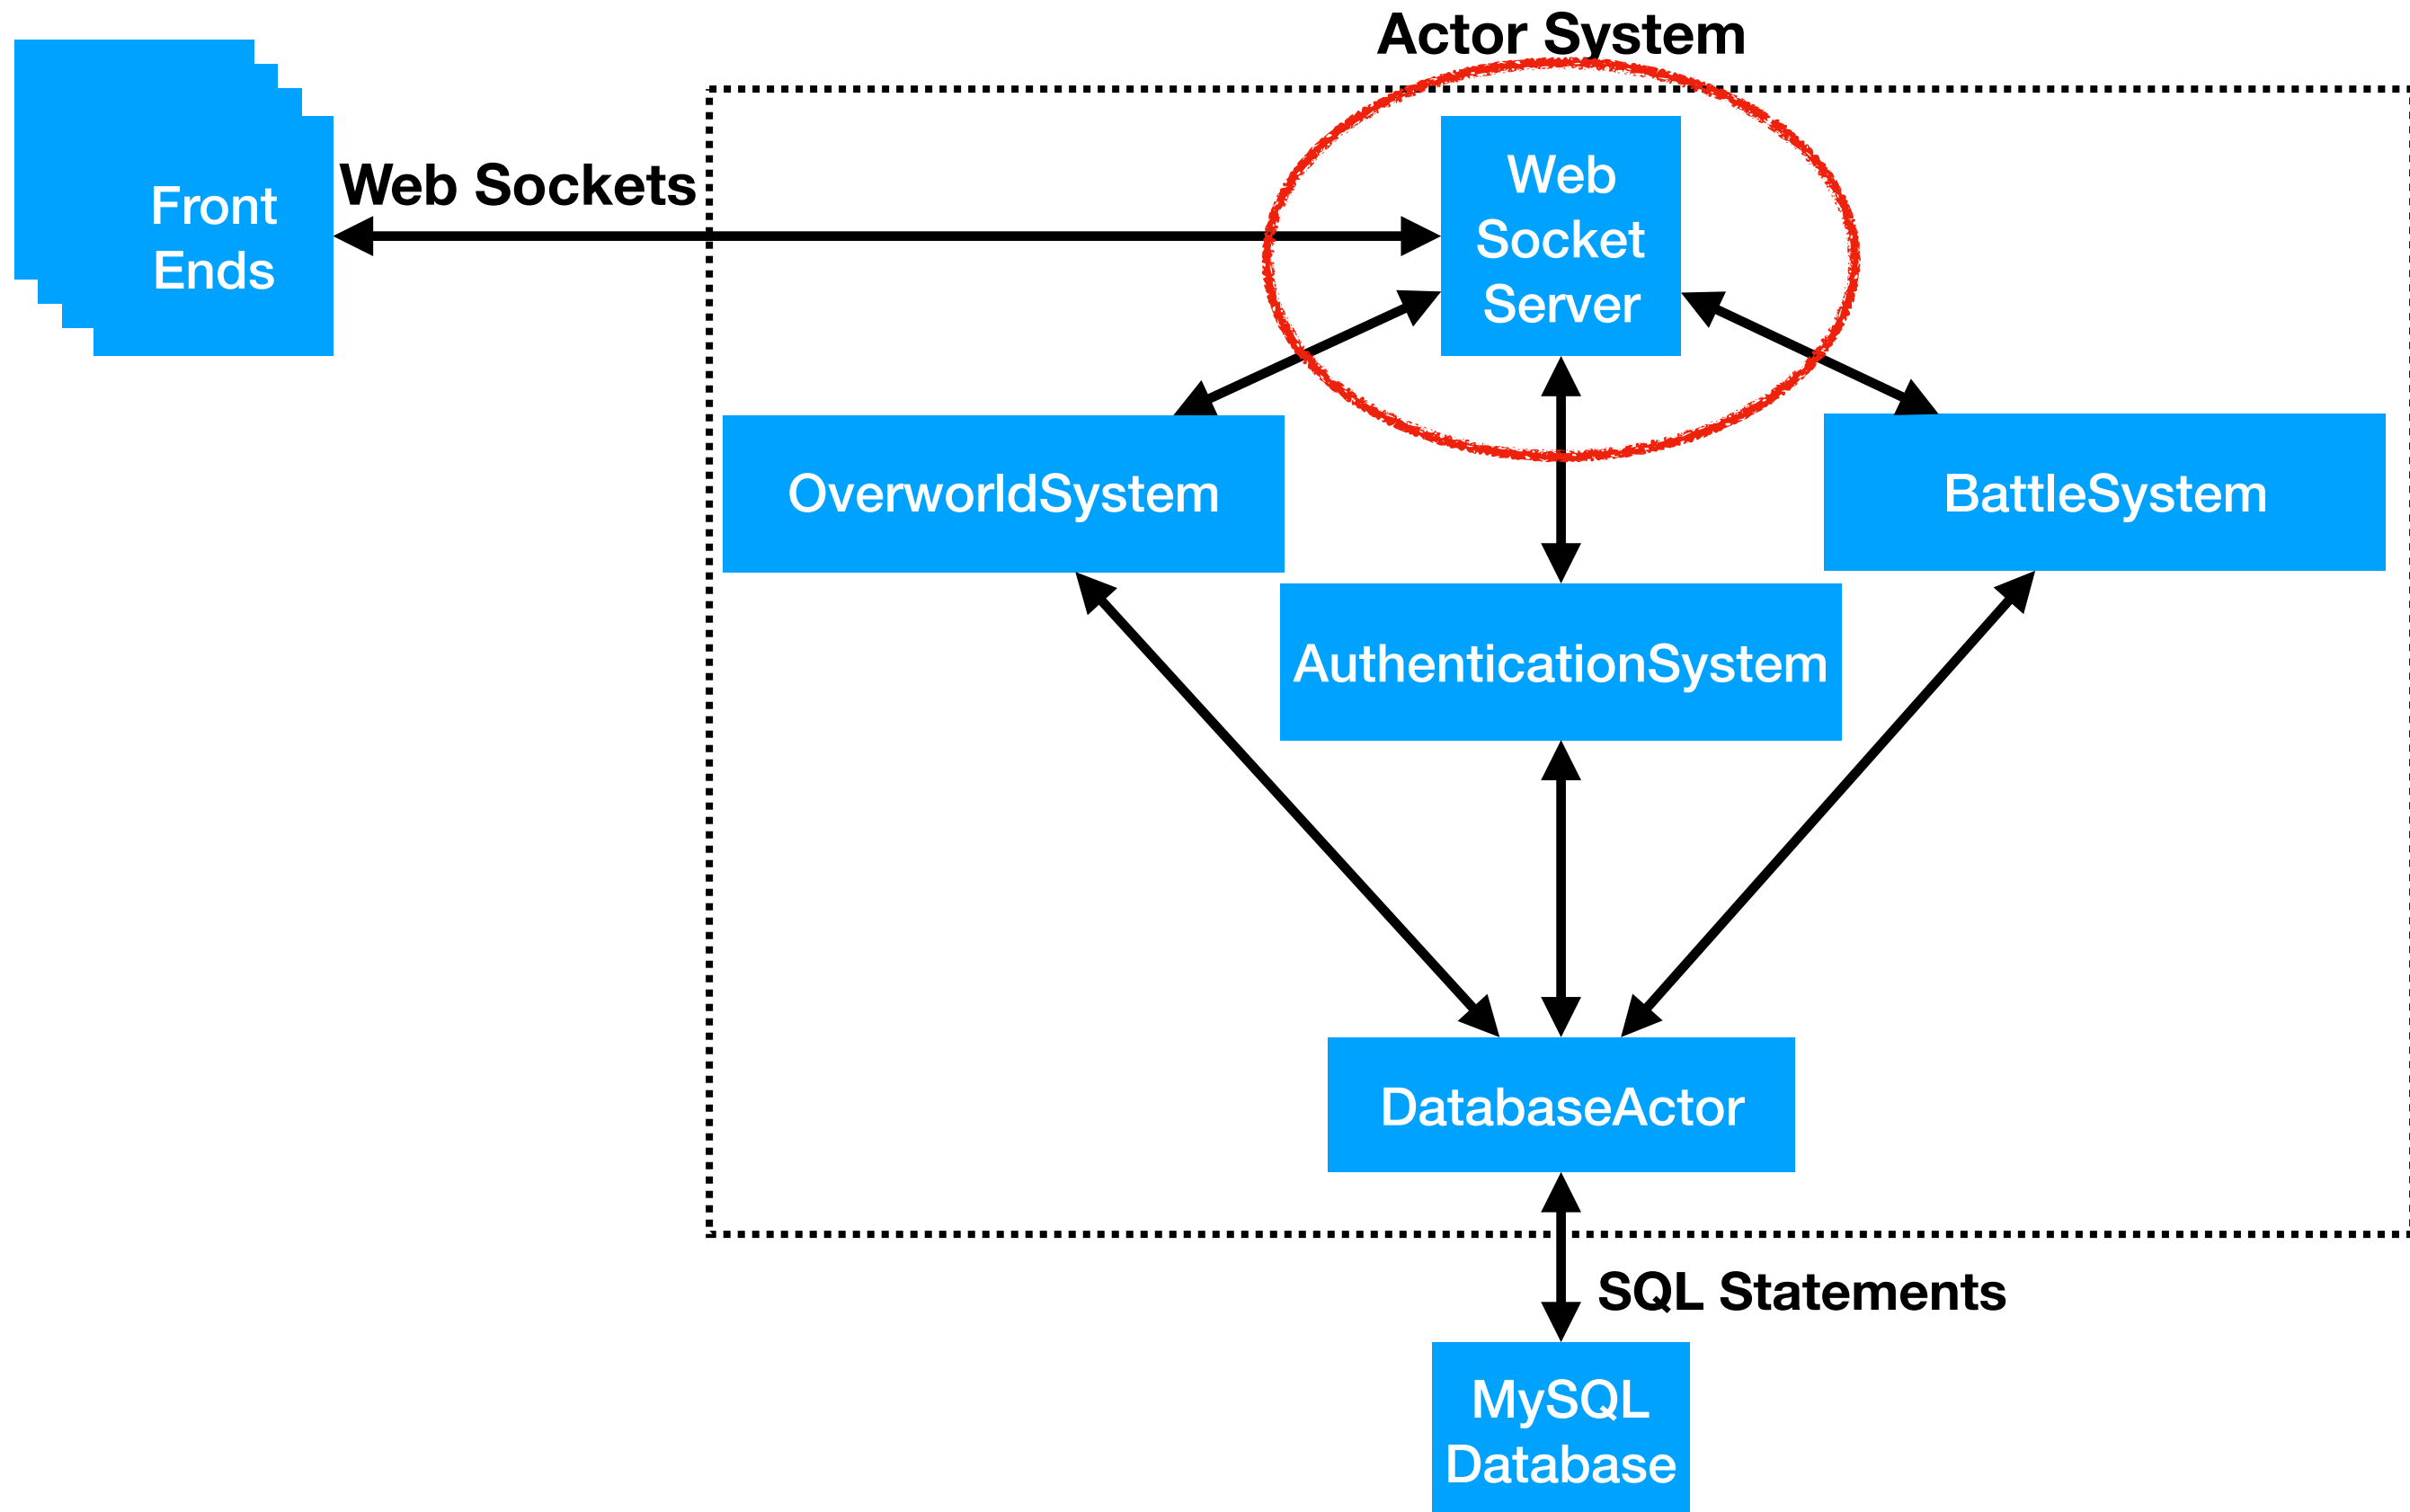 Actor System
Web Sockets
Front
Ends
Web
Socket
Server
OverworldSystem
BattleSystem
AuthenticationSystem
DatabaseActor
SQL Statements
MySQL
Database